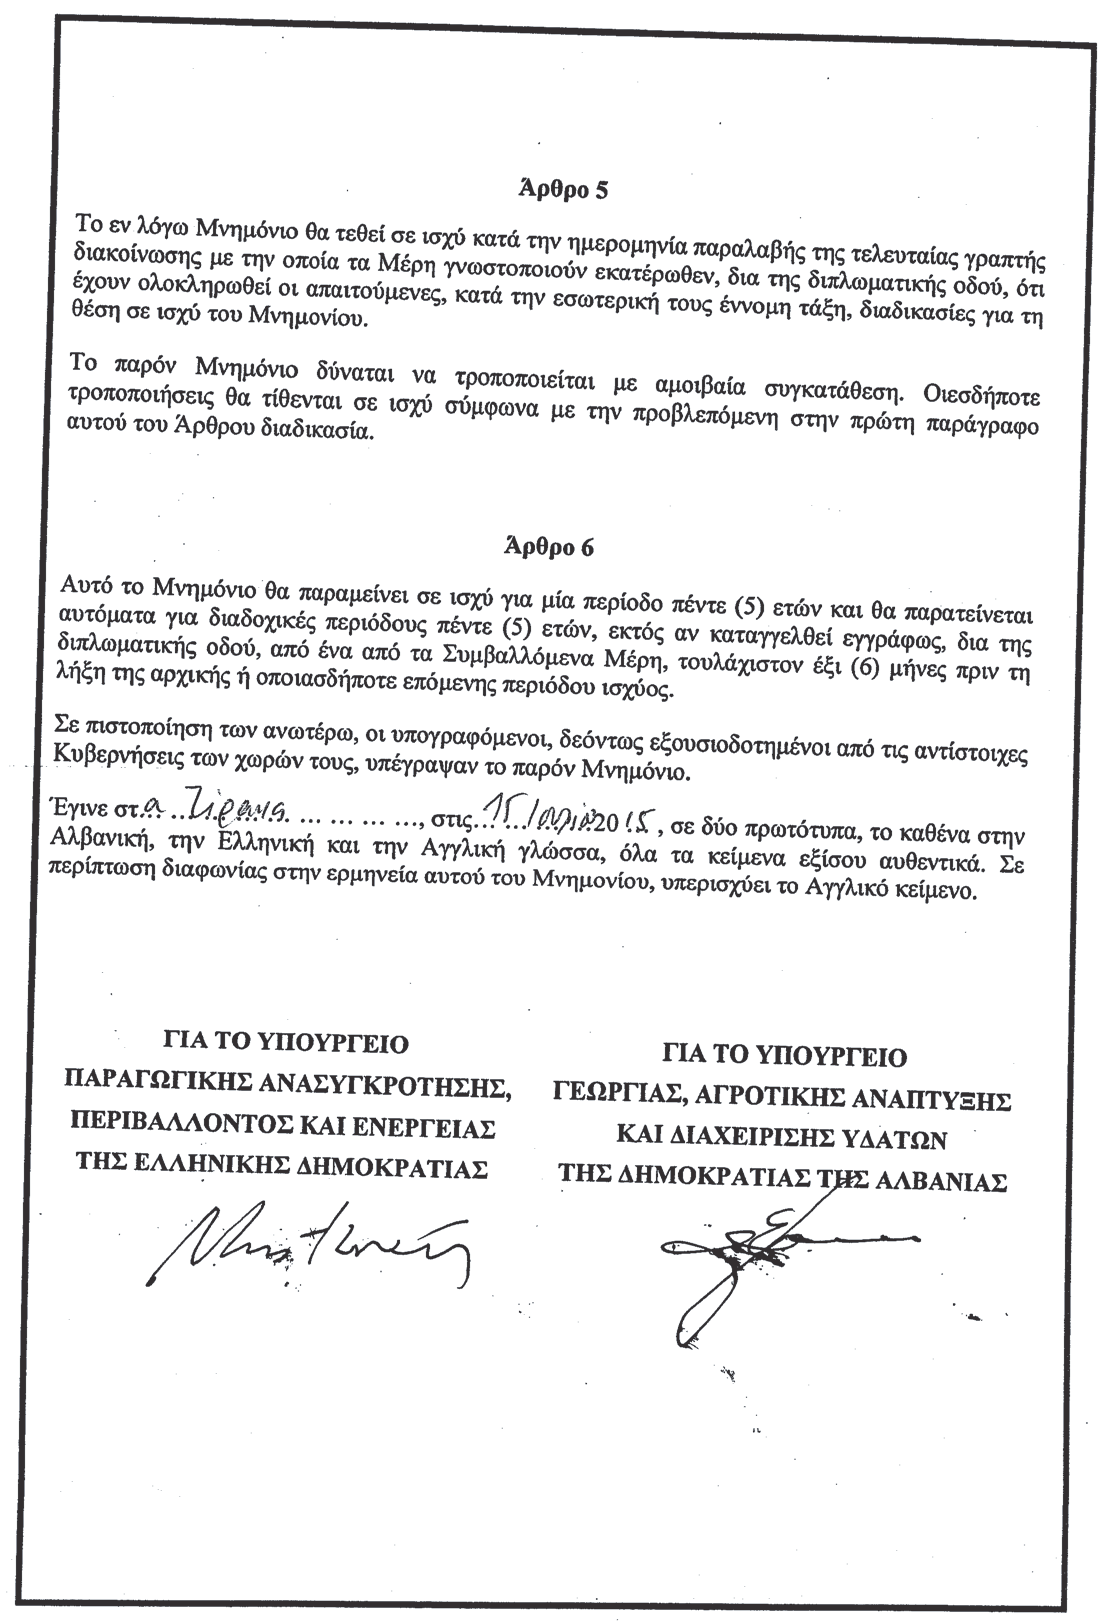 Άρθρο 5
Το εν λόγω Μνημόνιο θα τεθεί σε ισχύ κατά την ημερομηνία παραλαβής της τελευταίας γραπτής
διακοίνωσης με την οποία τα Μέρη γνωστοποιούν εκατέρωθεν, δια της διπλωματικής οδού, ότι
έχουν ολοκληρωθεί οι απαιτούμενες, κατά την εσωτερική τους έννομη τάξη, διαδικασίες για τη
θέση σε ισχύ του Μνημονίου.
Το παρόν Μνημόνιο δύναται να τροποποιείται με αμοιβαία συγκατάθεση. Οιεσδήποτε
τροποποιήσεις θα τίθενται σε ισχύ σύμφωνα με την προβλεπόμενη στην πρώτη παράγραφο
αυτού του Άρθρου διαδικασία.
Άρθρο 6
Αυτό το Μνημόνιο θα παραμείνει σε ισχύ για μία περίοδο πέντε (5) ετών και θα παρατείνεται
αυτόματα για διαδοχικές περιόδους πέντε (5) ετών, εκτός αν καταγγελθεί εγγράφως, δια της
διπλωματικής οδού, από ένα από τα Συμβαλλόμενα Μέρη, τουλάχιστον έξι (6) μήνες πριν τη
λήξη της αρχικής ή οποιασδήποτε επόμενης περιόδου ισχύος.
Σε πιστοποίηση των ανωτέρω, οι υπογραφόμενοι, δεόντως εξουσιοδοτημένοι από τις αντίστοιχες
Κυβερνήσεις των χωρών τους, υπέγραψαν το παρόν Μνημόνιο.
Έγινε στ.α. ..Τίρανα. ... ... ... ..., στις...15... 2015, σε δύο πρωτότυπα, το καθένα στην
Αλβανική, την Ελληνική και την Αγγλική γλώσσα, όλα τα κείμενα εξίσου αυθεντικά. Σε
περίπτωση διαφωνίας στην ερμηνεία αυτού του Μνημονίου, υπερισχύει το Αγγλικό κείμενο.
ΓΙΑ ΤΟ ΥΠΟΥΡΓΕΙΟ
ΠΑΡΑΓΩΓΙΚΗΣ ΑΝΑΣΥΓΚΡΟΤΗΣΗΣ,
ΠΕΡΙΒΑΛΛΟΝΤΟΣ ΚΑΙ ΕΝΕΡΓΕΙΑΣ
ΤΗΣ ΕΛΛΗΝΙΚΗΣ ΔΗΜΟΚΡΑΤΙΑΣ
ΓΙΑ ΤΟ ΥΠΟΥΡΓΕΙΟ
ΓΕΩΡΓΙΑΣ, ΑΓΡΟΤΙΚΗΣ ΑΝΑΠΤΥΞΗΣ
ΚΑΙ ΔΙΑΧΕΙΡΙΣΗΣ ΥΔΑΤΩΝ
ΤΗΣ ΔΗΜΟΚΡΑΤΙΑΣ ΤΗΣ ΑΛΒΑΝΙΑΣ